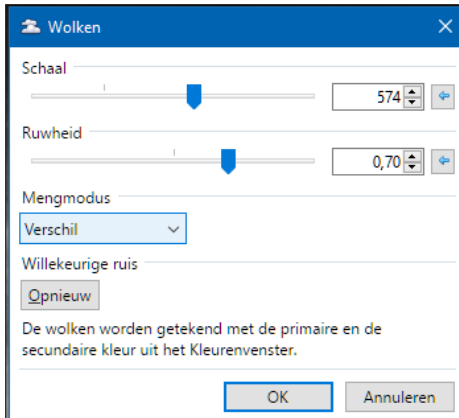 Wolken
Schaal
574
Ruwheid
0,70
Mengmodus
Verschil
Willekeurige ruis
Opnieuw
De wolken worden getekend met de primaire en de
secundaire kleur uit het Kleurenvenster.
OK Annuleren